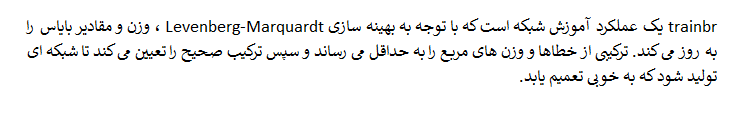 trainbr یک عملکرد آموزش شبکه است که با توجه به بهینه سازی Levenberg-Marquardt ، وزن و مقادیر بایاس را
به روز می کند. ترکیبی از خطاها و وزن های مربع را به حداقل می رساند و سپس ترکیب صحیح را تعیین می کند تا شبکه ای
تولید شود که به خوبی تعمیم یابد.